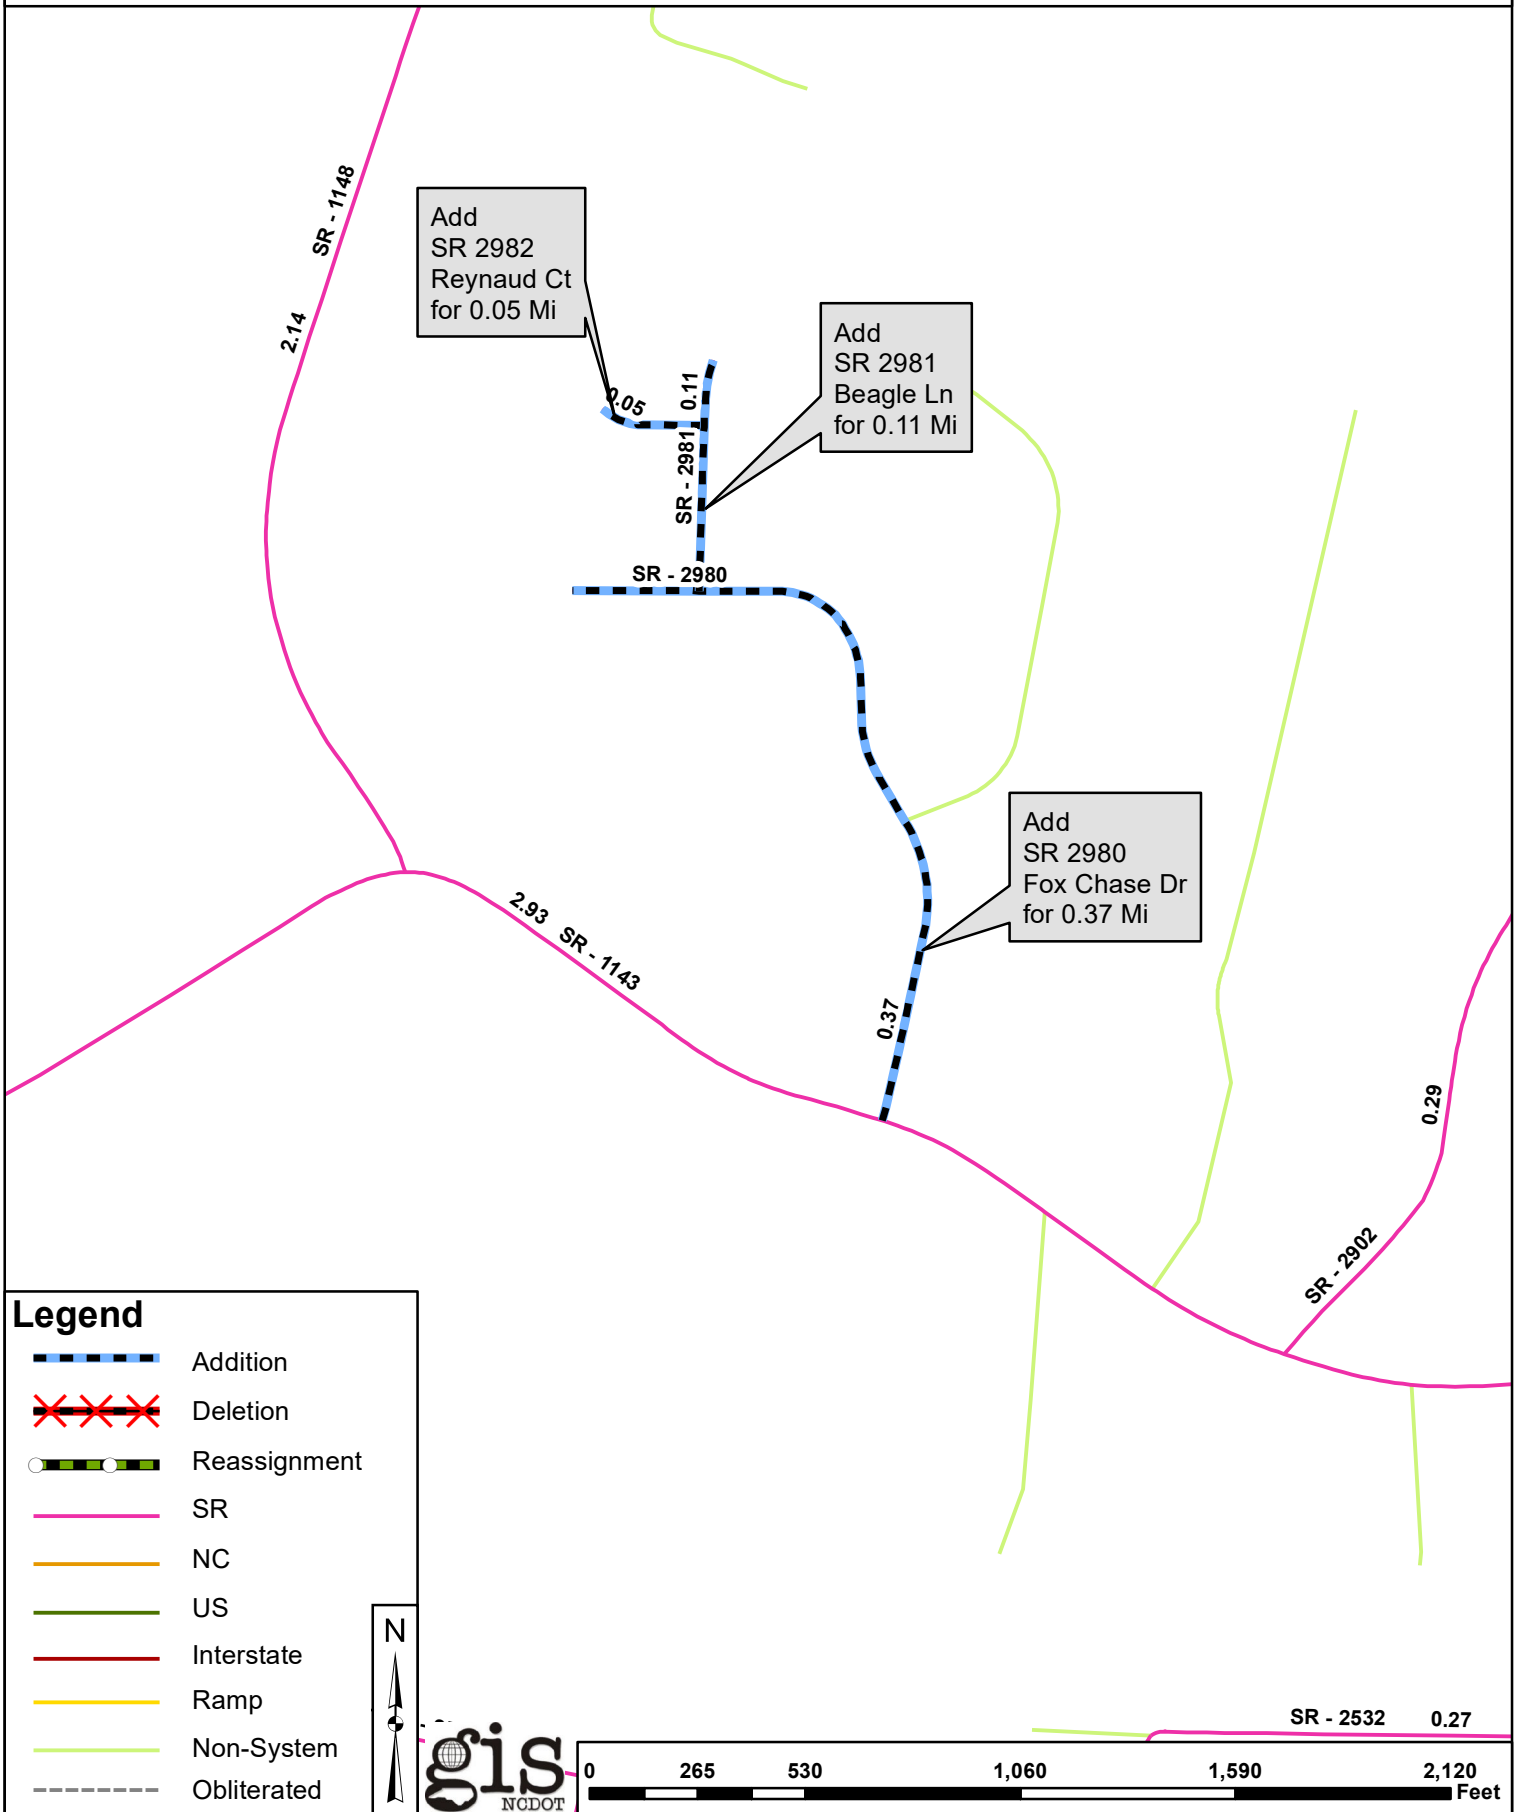 SR - 1148
2.14
Add
SR 2982
Reynaud Ct
for 0.05 Mi
Add
SR 2981
Beagle Ln
for 0.11 Mi
0.05
0.11
SR - 2981
SR - 2980
Add
SR 2980
Fox Chase Dr
for 0.37 Mi
2.93 SR - 1143
0.37
0.29
SR - 2902
Legend
Addition
Deletion
Reassignment
SR
NC
US
Interstate
Ramp
Non-System
Obliterated
N
gis
NCDOT
SR - 2532 0.27
0 265 530 1,060 1,590 2,120
Feet